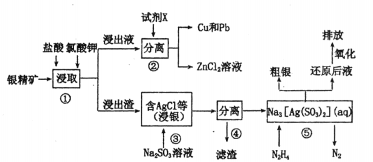 试剂X
盐酸 氯酸钾
浸出液
分离
②
Cu和Pb
ZnCl₂溶液
银精矿
浸取
①
浸出渣
含AgCl等
(浸银)
③
Na₂SO₃溶液
分离
④
滤渣
排放
氧化
粗银
还原后液
Na₃[Ag(SO₃)₂](aq)
⑤
N₂H₄
N₂